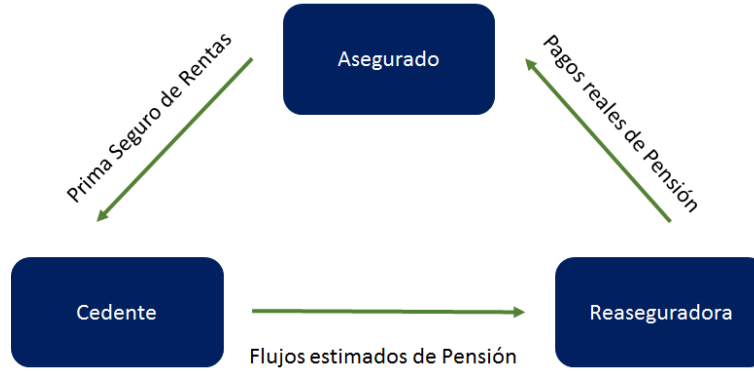 Asegurado
Prima Seguro de Rentas
Pagos reales de Pensión
Cedente
Reaseguradora
Flujos estimados de Pensión